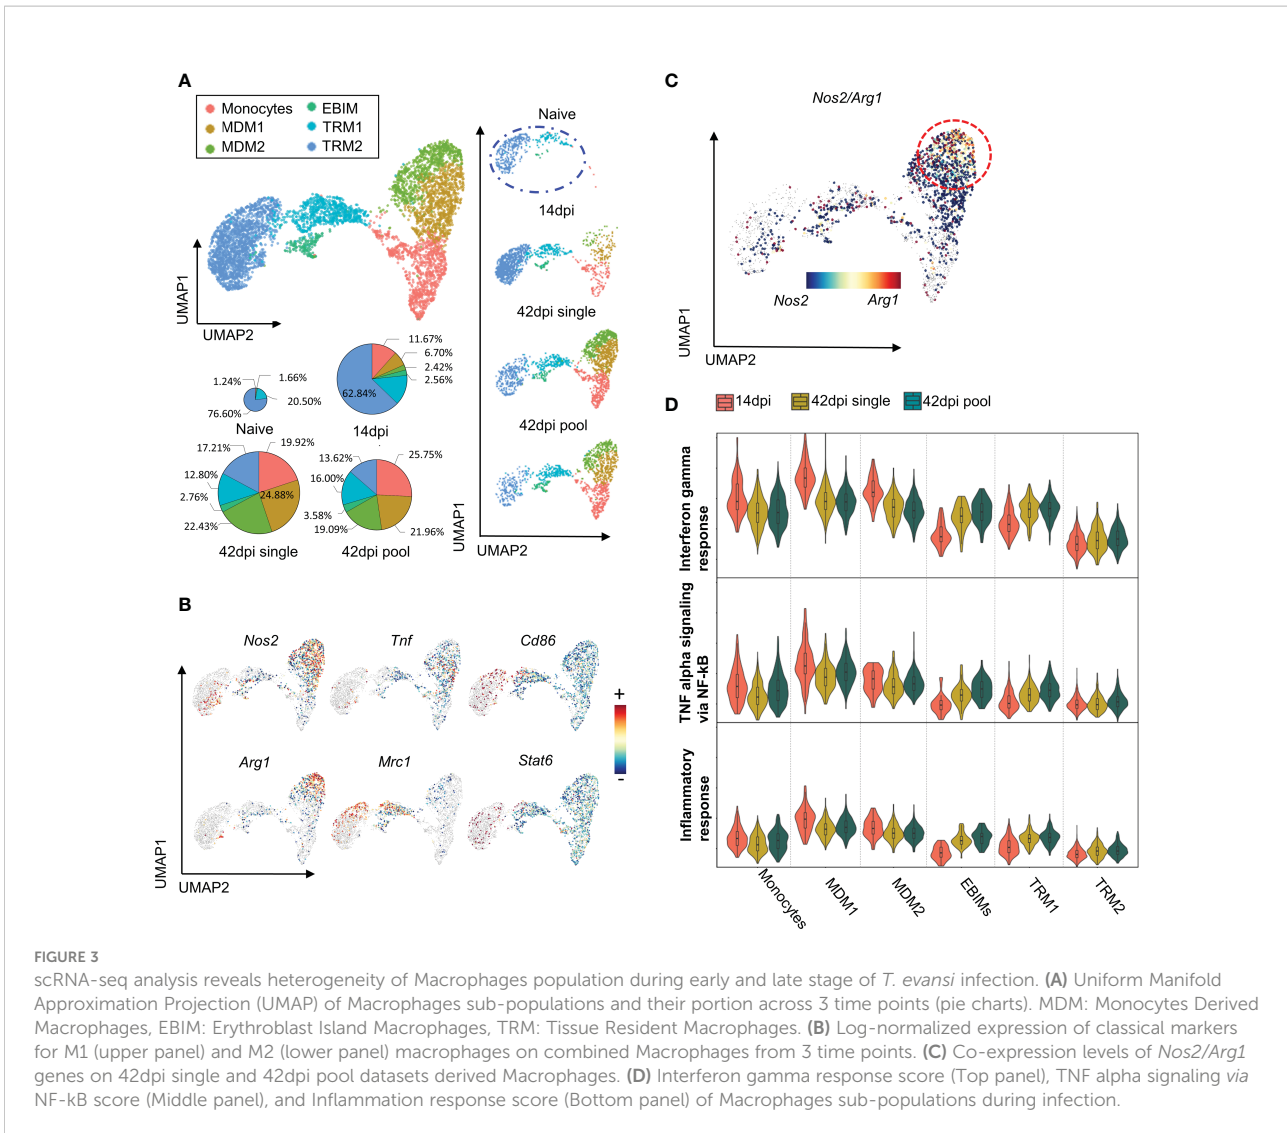 A
Monocytes
MDM1
MDM2
EBIM
TRM1
TRM2
UMAP1
UMAP2
Naive
14dpi
42dpi single
42dpi pool
UMAP1
UMAP2
1.24%
1.66%
20.50%
76.60%
Naive
11.67%
6.70%
2.42%
2.56%
62.84%
14dpi
17.21%
19.92%
12.80%
2.76%
24.88%
22.43%
42dpi single
13.62%
25.75%
16.00%
3.58%
19.09%
21.96%
42dpi pool
B
Nos2
Tnf
Cd86
Arg1
Mrc1
Stat6
+
-
UMAP1
UMAP2
C
Nos2/Arg1
Nos2
Arg1
UMAP1
UMAP2
D
14dpi
42dpi single
42dpi pool
Interferon gamma
response
TNF alpha signaling
via NF-kB
Inflammatory
response
Monocytes
MDM1
MDM2
EBIMs
TRM1
TRM2
FIGURE 3
scRNA-seq analysis reveals heterogeneity of Macrophages population during early and late stage of T. evansi infection. (A) Uniform Manifold
Approximation Projection (UMAP) of Macrophages sub-populations and their portion across 3 time points (pie charts). MDM: Monocytes Derived
Macrophages, EBIM: Erythroblast Island Macrophages, TRM: Tissue Resident Macrophages. (B) Log-normalized expression of classical markers
for M1 (upper panel) and M2 (lower panel) macrophages on combined Macrophages from 3 time points. (C) Co-expression levels of Nos2/Arg1
genes on 42dpi single and 42dpi pool datasets derived Macrophages. (D) Interferon gamma response score (Top panel), TNF alpha signaling via
NF-kB score (Middle panel), and Inflammation response score (Bottom panel) of Macrophages sub-populations during infection.